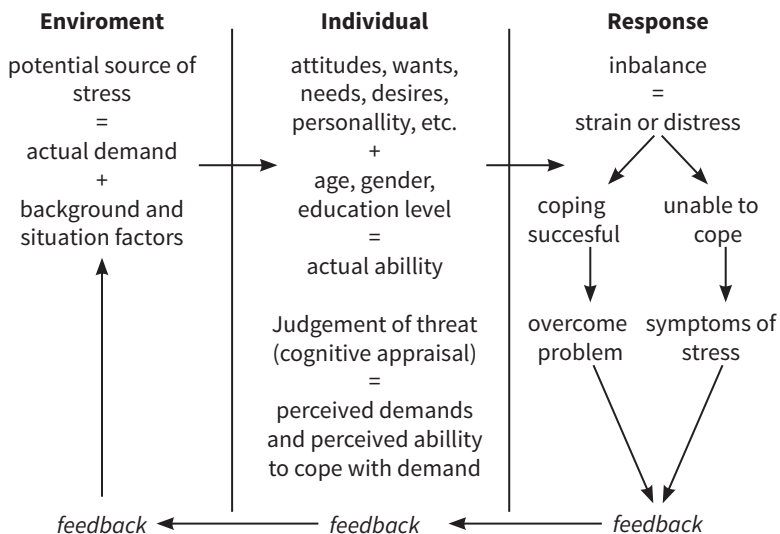 Enviroment
potential source of
stress
=
actual demand
+
background and
situation factors
feedback
Individual
attitudes, wants,
needs, desires,
personallity, etc.
+
age, gender,
education level
=
actual abillity
Judgement of threat
(cognitive appraisal)
=
perceived demands
and perceived abillity
to cope with demand
feedback
Response
inbalance
=
strain or distress
coping
succesful
unable to
cope
overcome
problem
symptoms of
stress
feedback